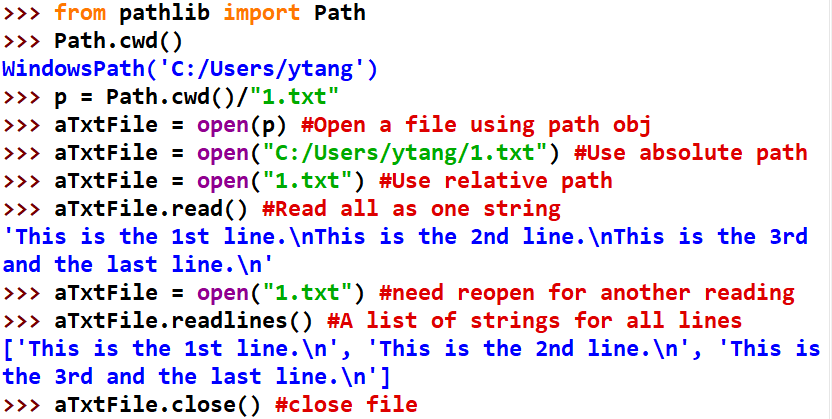 >>> from pathlib import Path
>>> Path.cwd()
WindowsPath('C:/Users/ytang')
>>> p = Path.cwd()/"1.txt"
>>> aTxtFile = open(p) #Open a file using path obj
>>> aTxtFile = open("C:/Users/ytang/1.txt") #Use absolute path
>>> aTxtFile = open("1.txt") #Use relative path
>>> aTxtFile.read() #Read all as one string
'This is the 1st line.\nThis is the 2nd line.\nThis is the 3rd
and the last line.\n'
>>> aTxtFile = open("1.txt") #need reopen for another reading
>>> aTxtFile.readlines() #A list of strings for all lines
['This is the 1st line.\n', 'This is the 2nd line.\n', 'This is
the 3rd and the last line.\n']
>>> aTxtFile.close() #close file